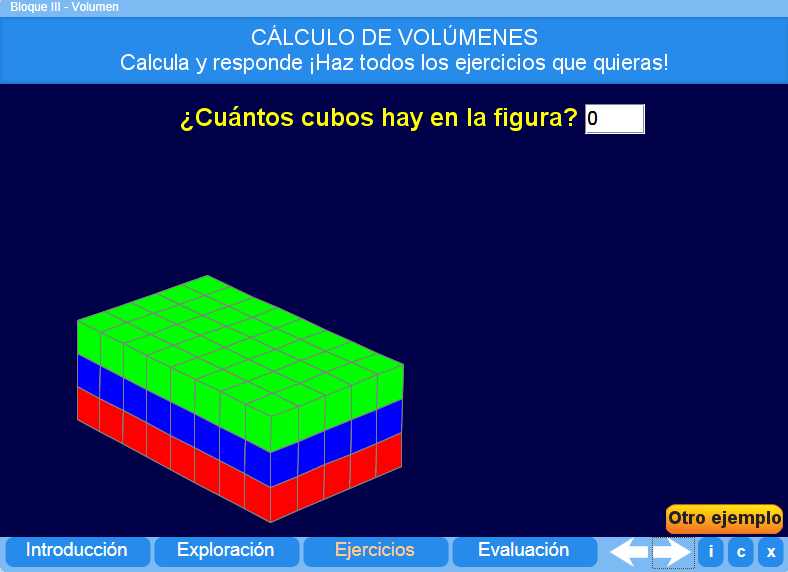 Bloque III - Volumen
CÁLCULO DE VOLÚMENES
Calcula y responde ¡Haz todos los ejercicios que quieras!
¿Cuántos cubos hay en la figura? 0
Otro ejemplo
Introducción Exploración Ejercicios Evaluación i c x